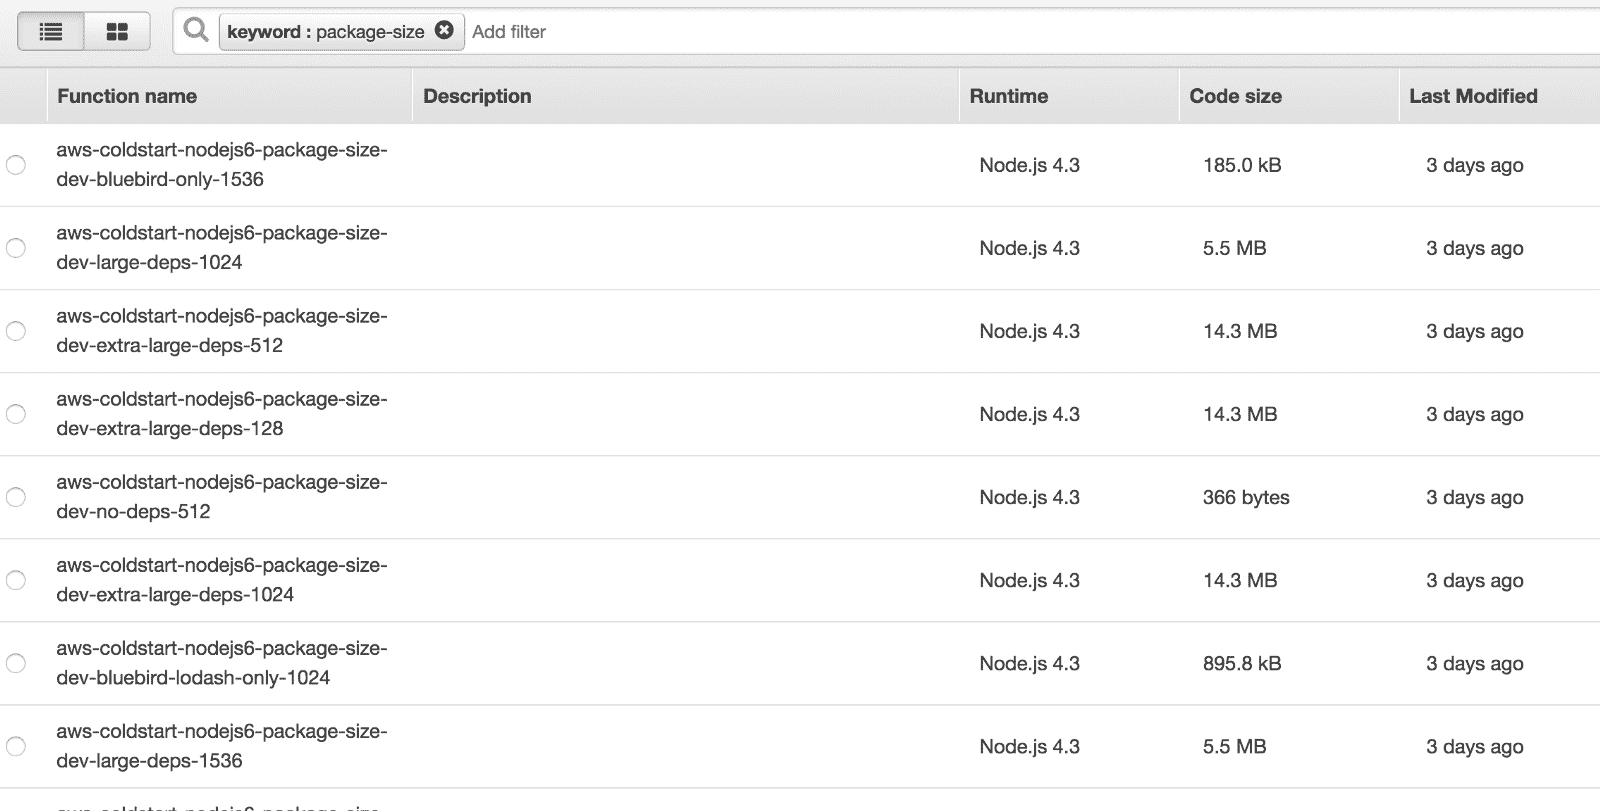 keyword : package-size Add filter
Function name Description Runtime Code size Last Modified
aws-coldstart-nodejs6-package-size-
dev-bluebird-only-1536 Node.js 4.3 185.0 kB 3 days ago
aws-coldstart-nodejs6-package-size-
dev-large-deps-1024 Node.js 4.3 5.5 MB 3 days ago
aws-coldstart-nodejs6-package-size-
dev-extra-large-deps-512 Node.js 4.3 14.3 MB 3 days ago
aws-coldstart-nodejs6-package-size-
dev-extra-large-deps-128 Node.js 4.3 14.3 MB 3 days ago
aws-coldstart-nodejs6-package-size-
dev-no-deps-512 Node.js 4.3 366 bytes 3 days ago
aws-coldstart-nodejs6-package-size-
dev-extra-large-deps-1024 Node.js 4.3 14.3 MB 3 days ago
aws-coldstart-nodejs6-package-size-
dev-bluebird-lodash-only-1024 Node.js 4.3 895.8 kB 3 days ago
aws-coldstart-nodejs6-package-size-
dev-large-deps-1536 Node.js 4.3 5.5 MB 3 days ago